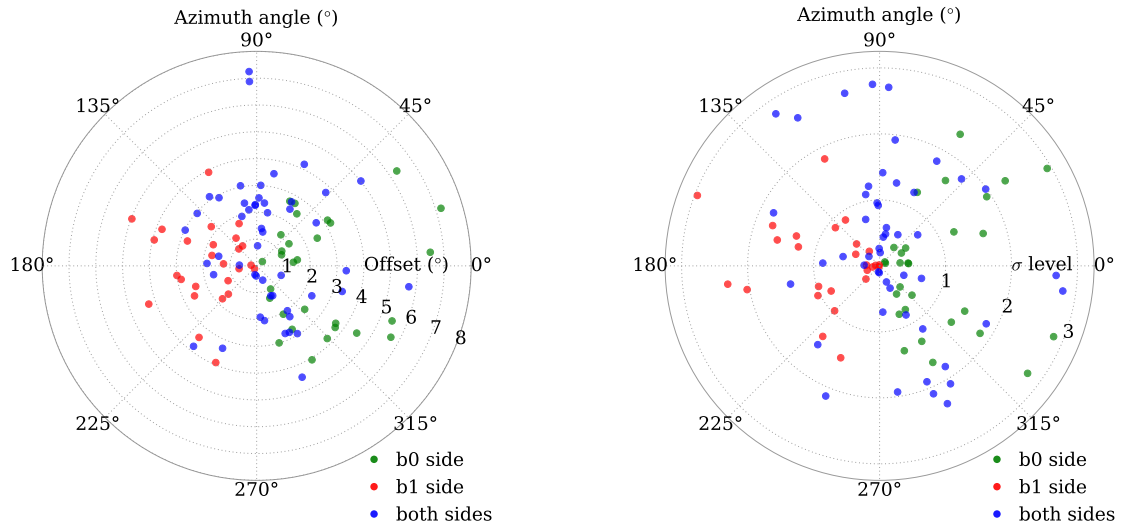 Azimuth angle (°)
90°
135°
45°
180°
Offset (°)
0°
1
2
3
4
5
6
7
8
225°
315°
270°
b0 side
b1 side
both sides
Azimuth angle (°)
90°
135°
45°
180°
σ level
0°
1
2
3
225°
315°
270°
b0 side
b1 side
both sides